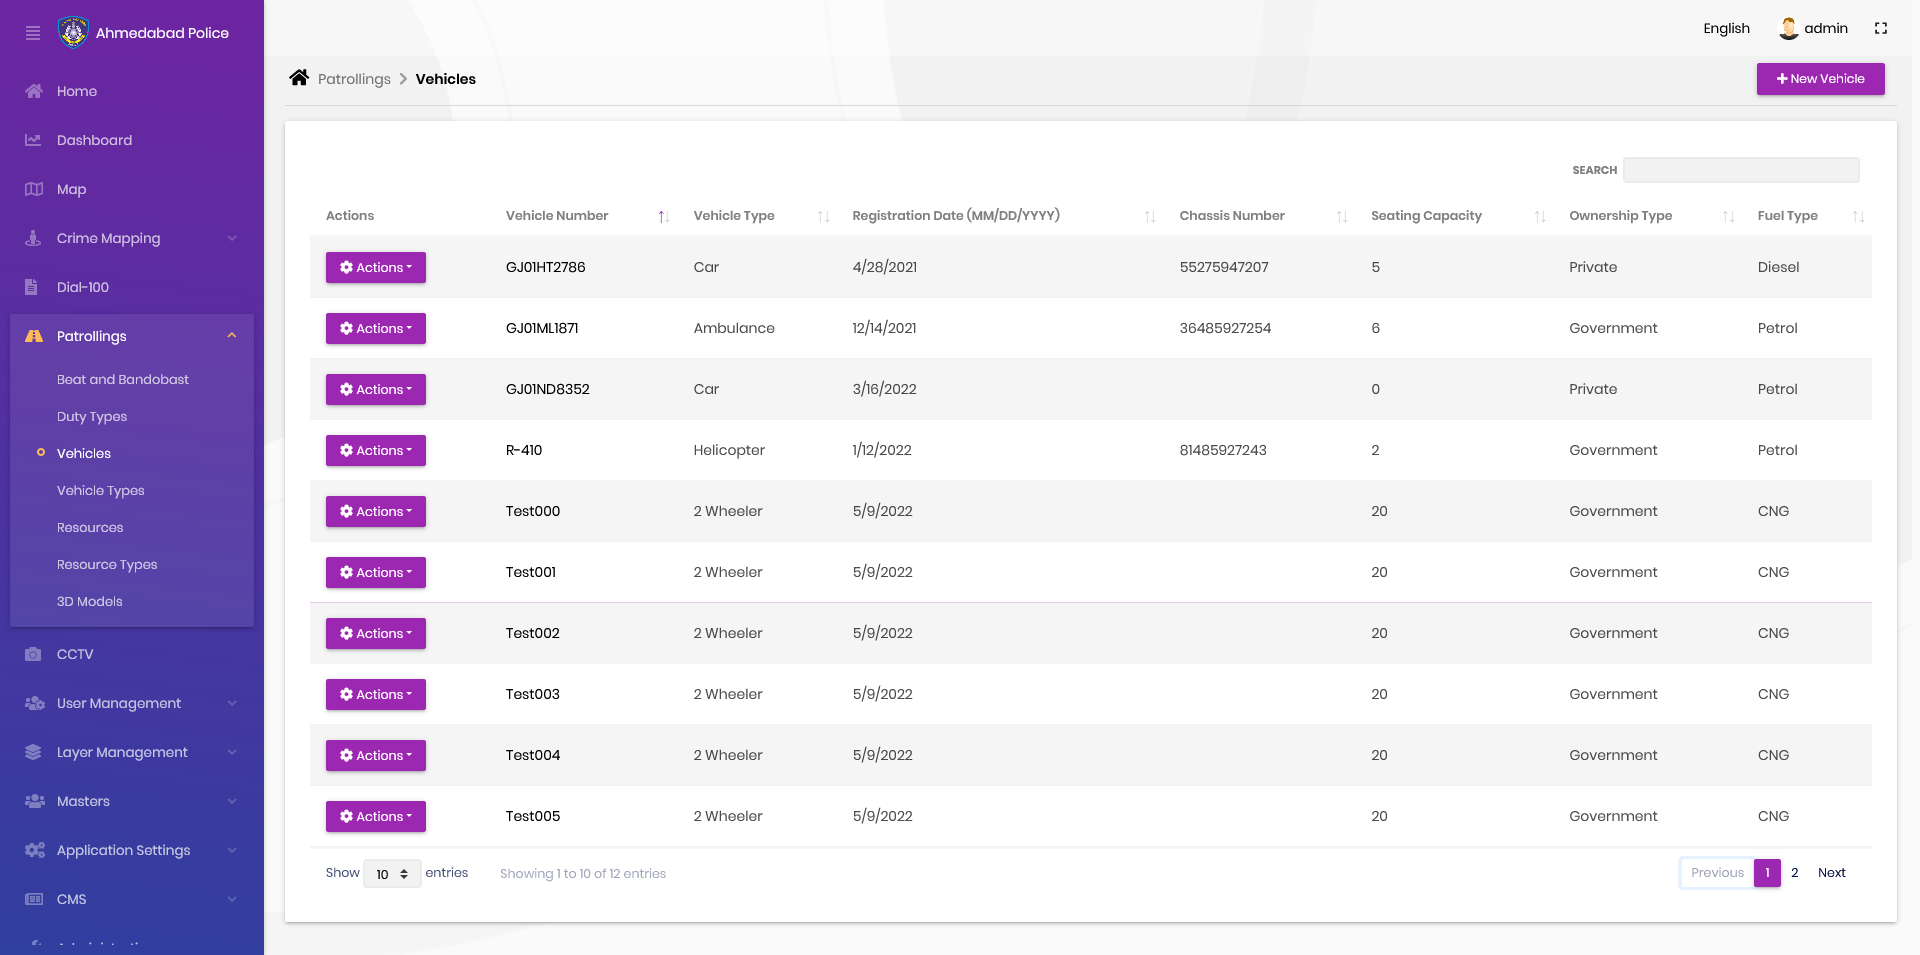 Ahmedabad Police
English admin
Home
Dashboard
Map
Crime Mapping
Dial-100
Patrollings
Beat and Bandobast
Duty Types
Vehicles
Vehicle Types
Resources
Resource Types
3D Models
CCTV
User Management
Layer Management
Masters
Application Settings
CMS
Patrollings Vehicles
New Vehicle
SEARCH
Actions Vehicle Number Vehicle Type Registration Date (MM/DD/YYYY) Chassis Number Seating Capacity Ownership Type Fuel Type
Actions GJ01HT2786 Car 4/28/2021 55275947207 5 Private Diesel
Actions GJ01ML1871 Ambulance 12/14/2021 36485927254 6 Government Petrol
Actions GJ01ND8352 Car 3/16/2022 0 Private Petrol
Actions R-410 Helicopter 1/12/2022 81485927243 2 Government Petrol
Actions Test000 2 Wheeler 5/9/2022 20 Government CNG
Actions Test001 2 Wheeler 5/9/2022 20 Government CNG
Actions Test002 2 Wheeler 5/9/2022 20 Government CNG
Actions Test003 2 Wheeler 5/9/2022 20 Government CNG
Actions Test004 2 Wheeler 5/9/2022 20 Government CNG
Actions Test005 2 Wheeler 5/9/2022 20 Government CNG
Show 10 entries Showing 1 to 10 of 12 entries Previous 1 2 Next